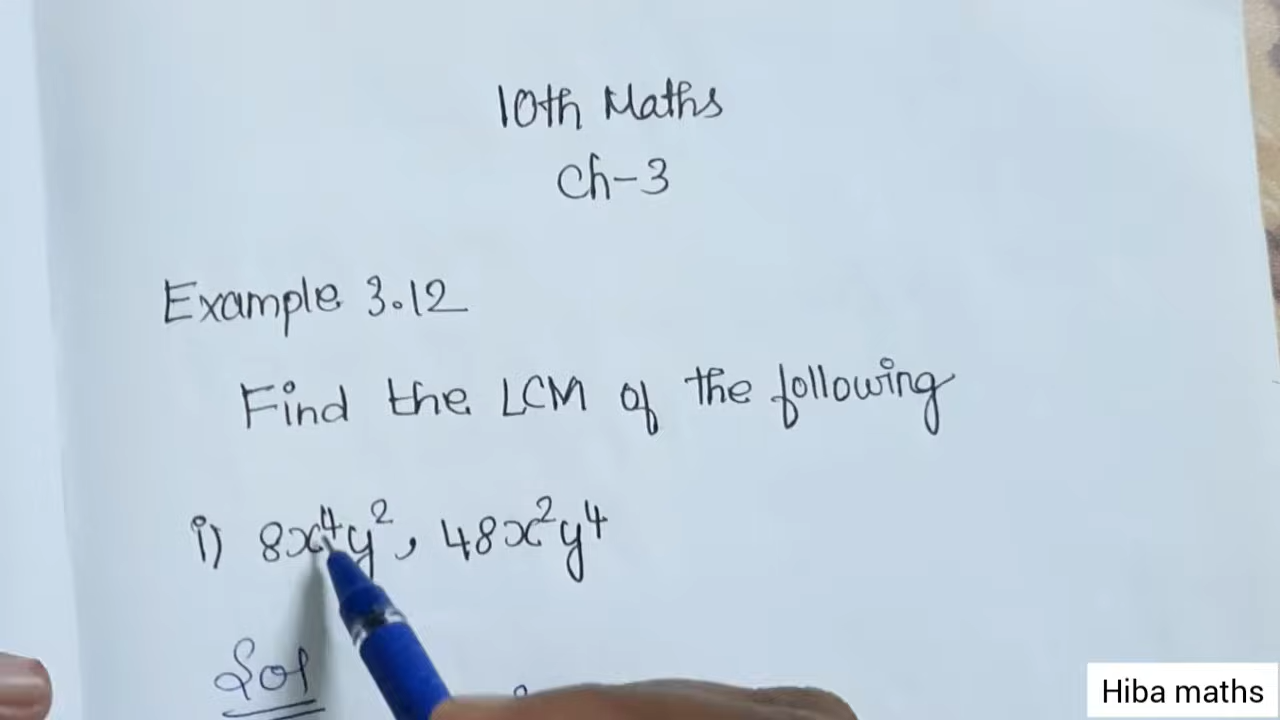 10th Maths
Ch-3
Example 3.12
Find the LCM of the following
i) 8x⁴y², 48x²y⁴
Sol
Hiba maths